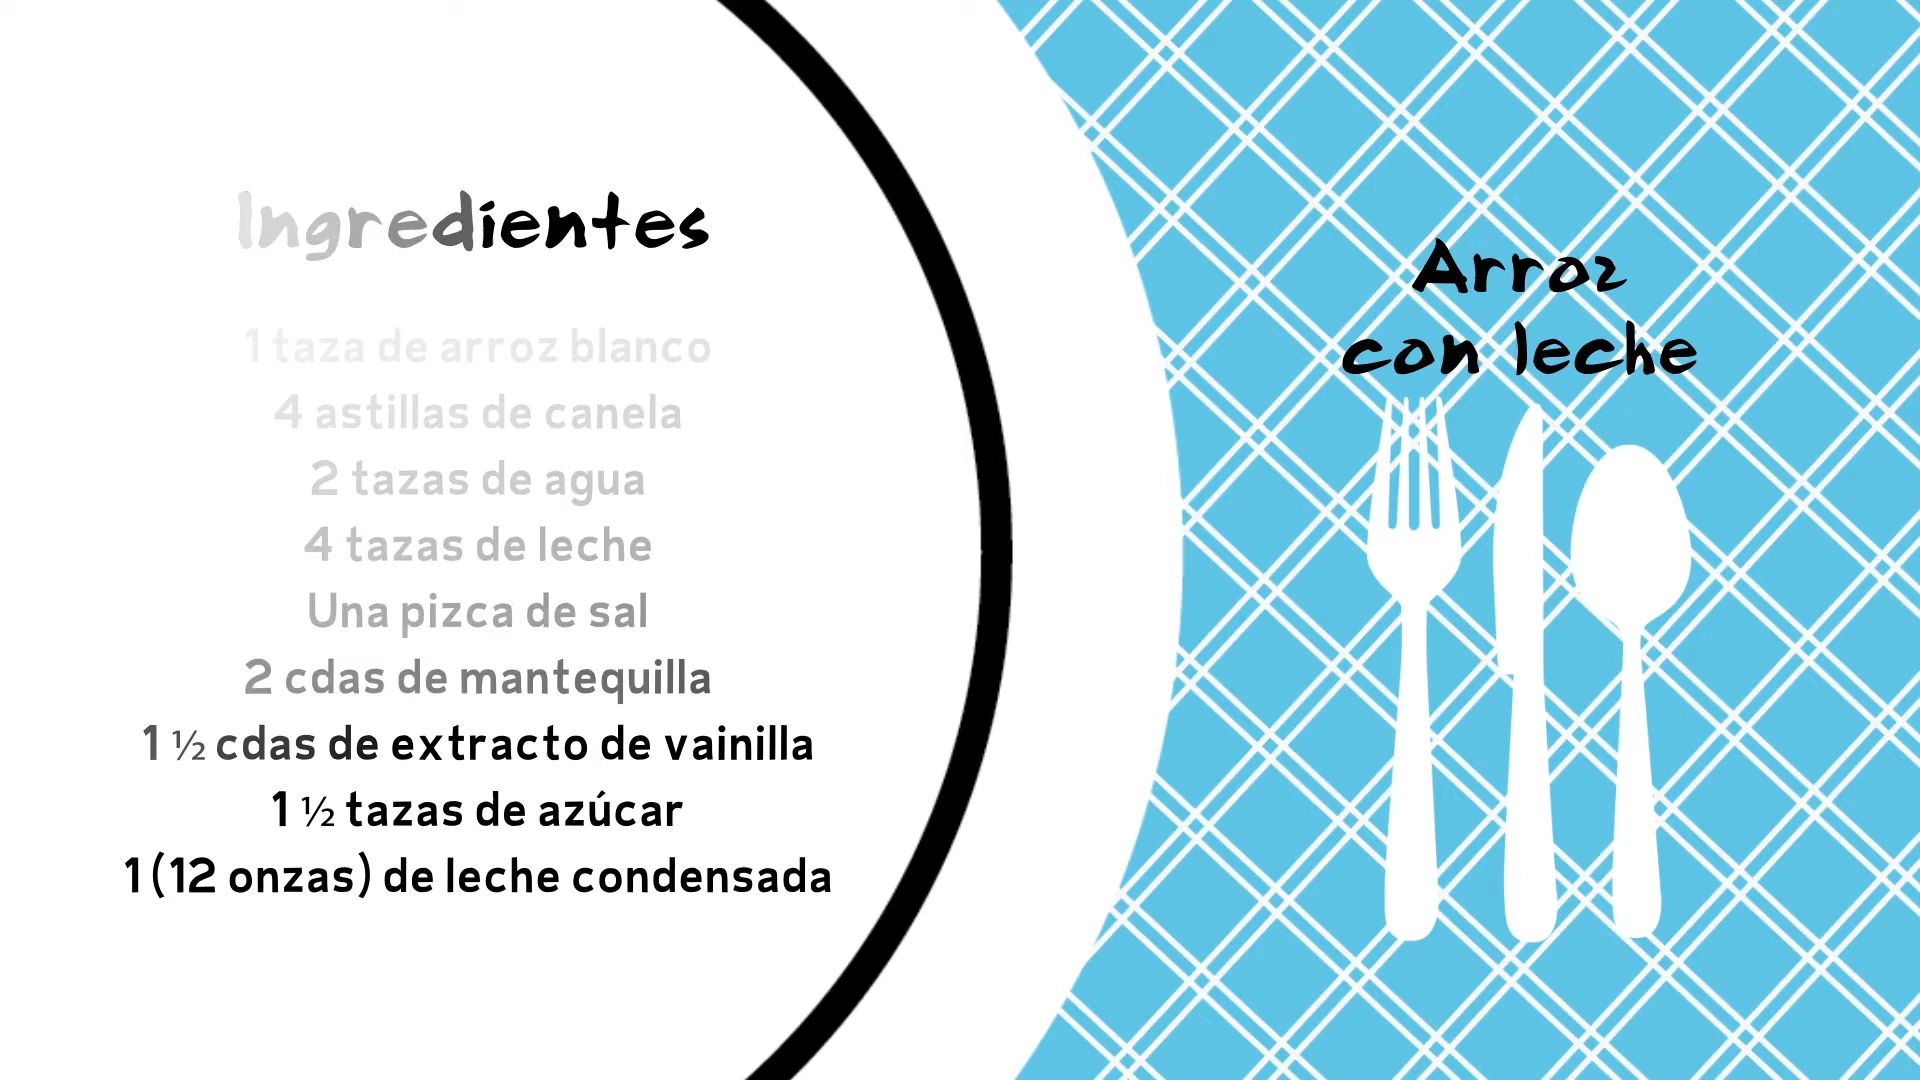 Ingredientes
1 taza de arroz blanco
4 astillas de canela
2 tazas de agua
4 tazas de leche
Una pizca de sal
2 cdas de mantequilla
1 ½ cdas de extracto de vainilla
1 ½ tazas de azúcar
1 (12 onzas) de leche condensada
Arroz
con leche